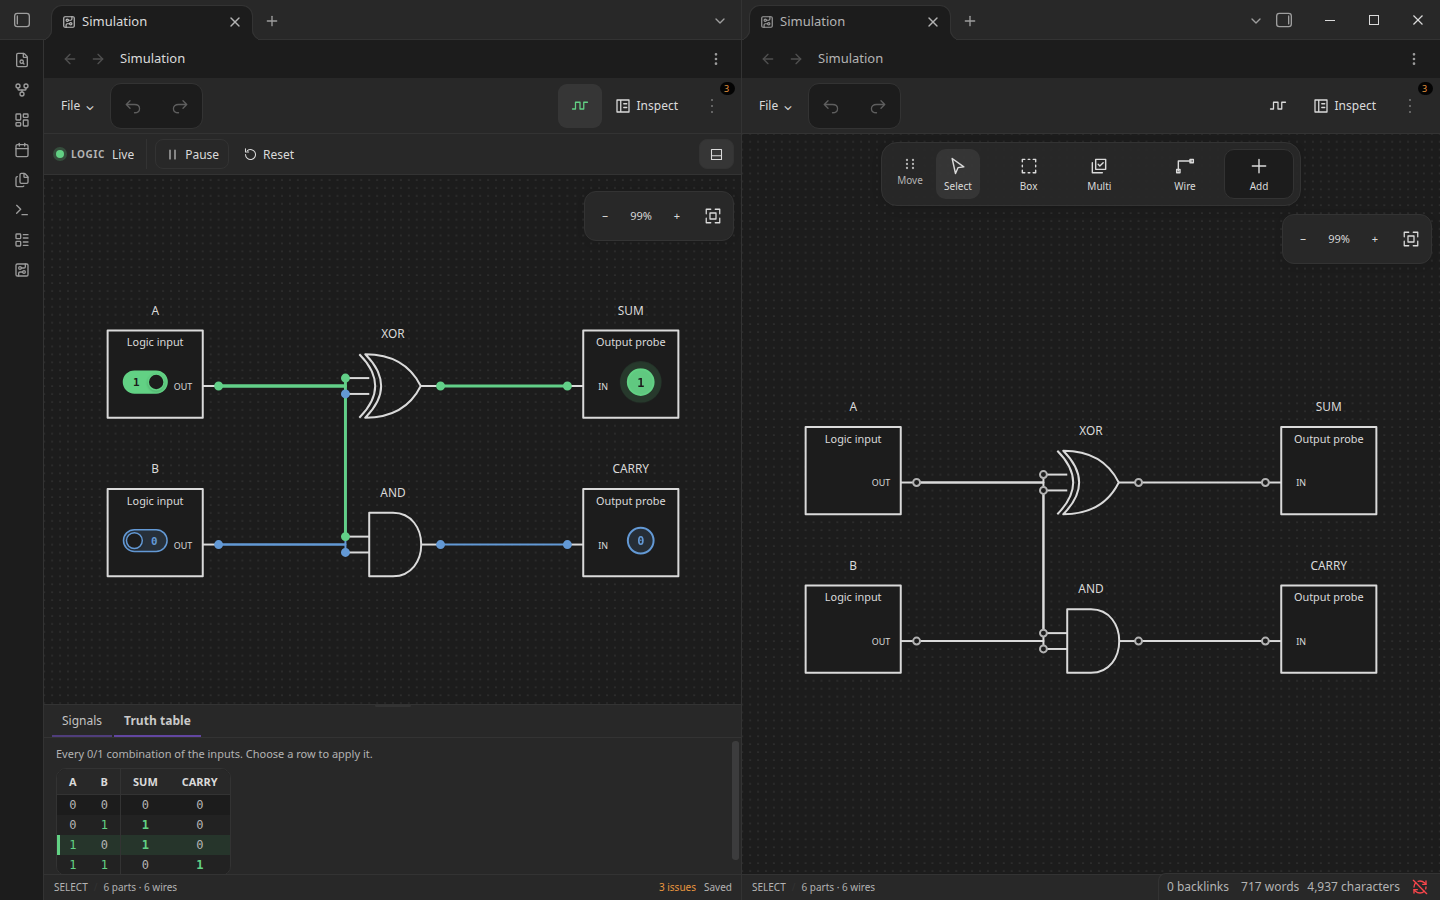 Simulation
Simulation
File
Inspect
3
LOGIC Live
Pause
Reset
− 99% +
A
Logic input
1
OUT
XOR
SUM
Output probe
IN
1
B
Logic input
0
OUT
AND
CARRY
Output probe
IN
0
Signals
Truth table
Every 0/1 combination of the inputs. Choose a row to apply it.
A B SUM CARRY
0 0 0 0
0 1 1 0
1 0 1 0
1 1 0 1
SELECT 6 parts · 6 wires
3 issues Saved
Simulation
Simulation
File
Inspect
3
Move
Select
Box
Multi
Wire
Add
− 99% +
A
Logic input
OUT
XOR
SUM
Output probe
IN
B
Logic input
OUT
AND
CARRY
Output probe
IN
SELECT 6 parts · 6 wires
0 backlinks 717 words 4,937 characters